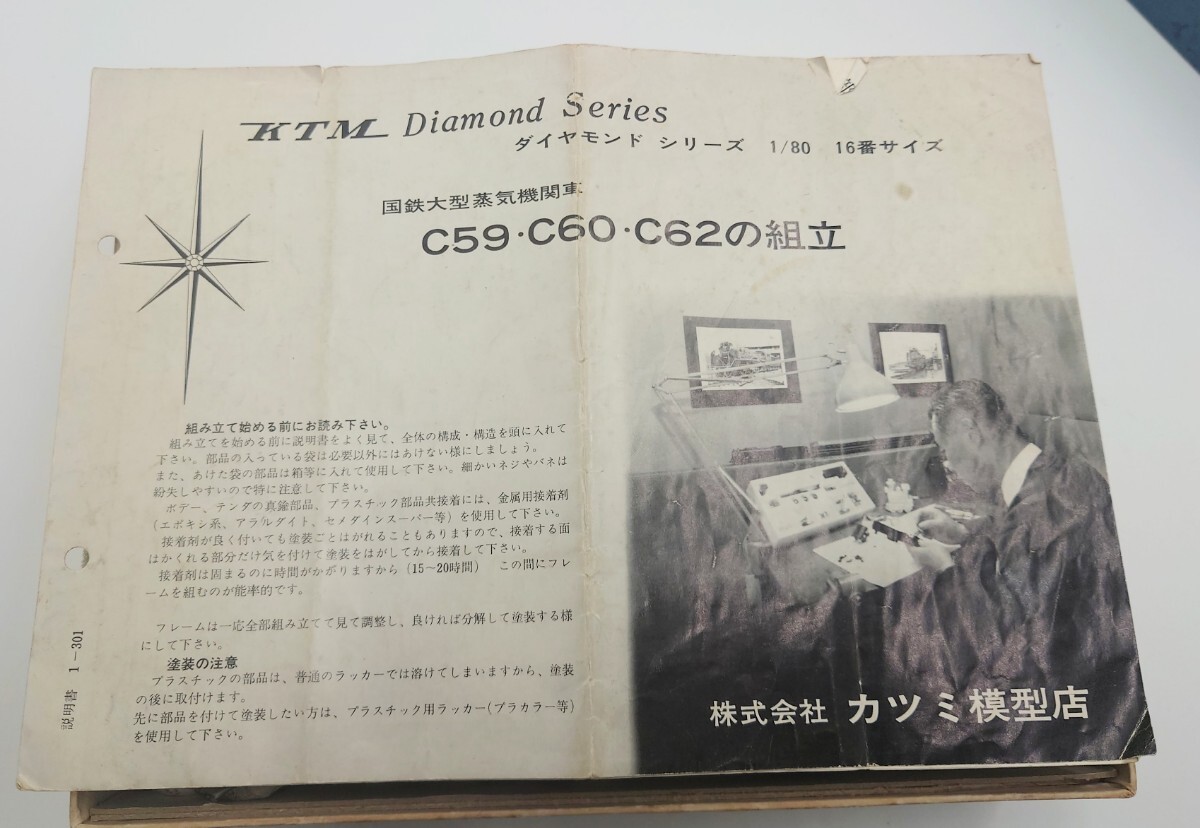 KTM Diamond Series
ダイヤモンド シリーズ 1/80 16番サイズ
国鉄大型蒸気機関車
C59・C60・C62の組立
組み立て始める前にお読み下さい。
組み立てを始める前に説明書をよく見て、全体の構成・構造を頭に入れて
下さい。部品の入っている袋は必要以外にはあけない様にしましょう。
また、あけた袋の部品は箱等に入れて使用して下さい。細かいネジやバネは
紛失しやすいので特に注意して下さい。
ボデー、テンダの真鍮部品、プラスチック部品共接着には、金属用接着剤
(エポキシ系、アラルダイト、セメダインスーパー等)を使用して下さい。
接着剤が良く付いても塗装ごとはがれることもありますので、接着する面
はかくれる部分だけ気を付けて塗装をはがしてから接着して下さい。
接着剤は固まるのに時間がかかりますから(15〜20時間) この間にフレ
ームを組むのが能率的です。
フレームは一応全部組み立てて見て調整し、良ければ分解して塗装する様
にして下さい。
塗装の注意
プラスチックの部品は、普通のラッカーでは溶けてしまいますから、塗装
の後に取付けます。
先に部品を付けて塗装したい方は、プラスチック用ラッカー(プラカラー等)
を使用して下さい。
説明書 1-301
株式会社 カツミ模型店